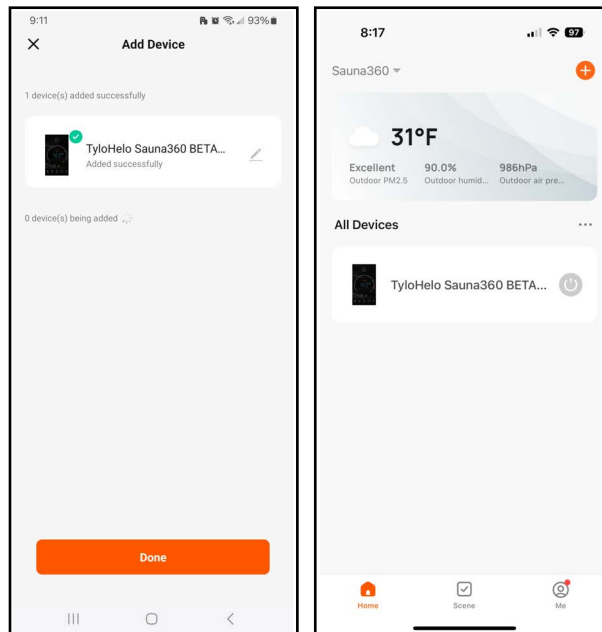 9:11
93%
Add Device
1 device(s) added successfully
TyloHelo Sauna360 BETA...
Added successfully
0 device(s) being added
Done
8:17
97
Sauna360
31°F
Excellent 90.0% 986hPa
Outdoor PM2.5 Outdoor humid... Outdoor air pre...
All Devices
TyloHelo Sauna360 BETA...
Home Scene Me